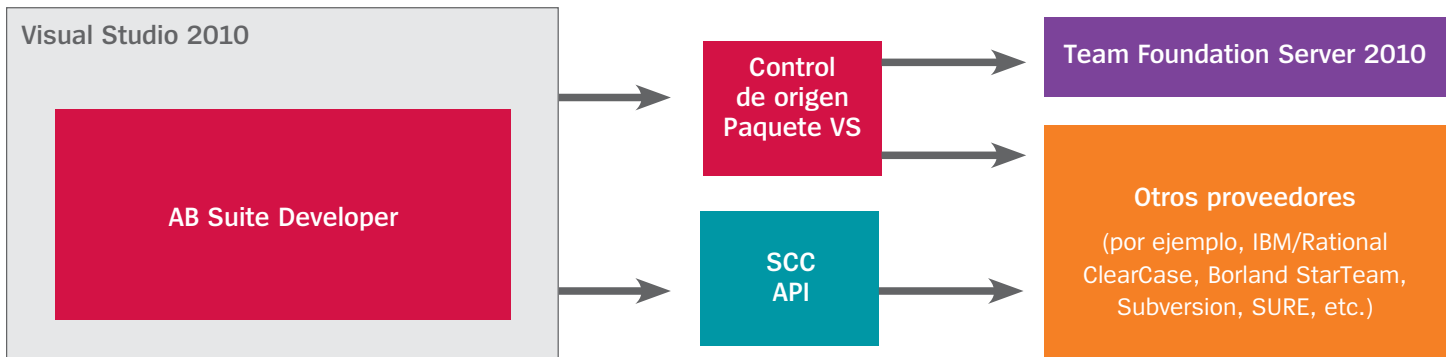 Visual Studio 2010
AB Suite Developer
Control
de origen
Paquete VS
SCC
API
Team Foundation Server 2010
Otros proveedores
(por ejemplo, IBM/Rational
ClearCase, Borland StarTeam,
Subversion, SURE, etc.)